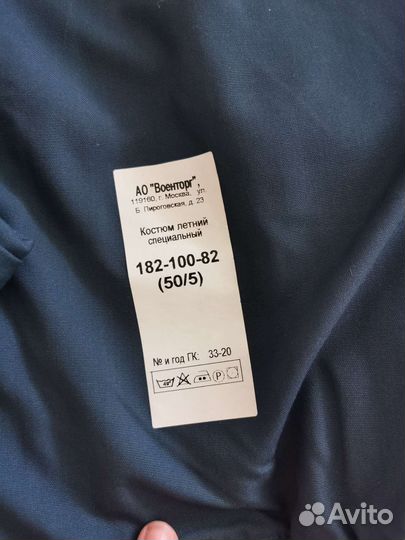 АО "Военторг",
119160, г. Москва, ул.
Б. Пироговская, д. 23
Костюм летний
специальный
182-100-82
(50/5)
№ и год ГК: 33-20
40
P
Avito